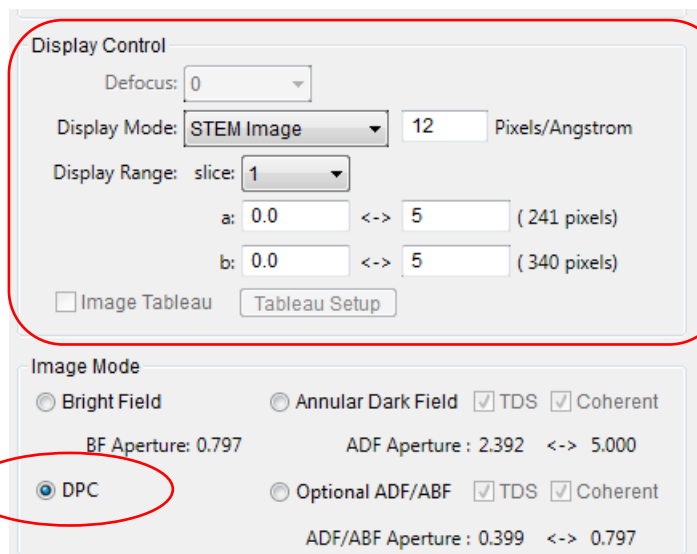 Display Control
Defocus: 0
Display Mode: STEM Image 12 Pixels/Angstrom
Display Range: slice: 1
a: 0.0 <-> 5 ( 241 pixels)
b: 0.0 <-> 5 ( 340 pixels)
Image Tableau Tableau Setup
Image Mode
Bright Field Annular Dark Field TDS Coherent
BF Aperture: 0.797 ADF Aperture : 2.392 <-> 5.000
DPC Optional ADF/ABF TDS Coherent
ADF/ABF Aperture : 0.399 <-> 0.797